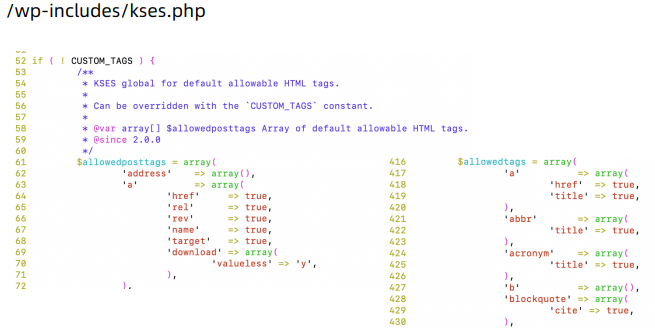 /wp-includes/kses.php
52 if ( ! CUSTOM_TAGS ) {
53 /**
54 * KSES global for default allowable HTML tags.
55 *
56 * Can be overridden with the `CUSTOM_TAGS` constant.
57 *
58 * @var array[] $allowedposttags Array of default allowable HTML tags.
59 * @since 2.0.0
60 */
61 $allowedposttags = array(
62 'address' => array(),
63 'a' => array(
64 'href' => true,
65 'rel' => true,
66 'rev' => true,
67 'name' => true,
68 'target' => true,
69 'download' => array(
70 'valueless' => 'y',
71 ),
72 ),
416 $allowedtags = array(
417 'a' => array(
418 'href' => true,
419 'title' => true,
420 ),
421 'abbr' => array(
422 'title' => true,
423 ),
424 'acronym' => array(
425 'title' => true,
426 ),
427 'b' => array(),
428 'blockquote' => array(
429 'cite' => true,
430 ),